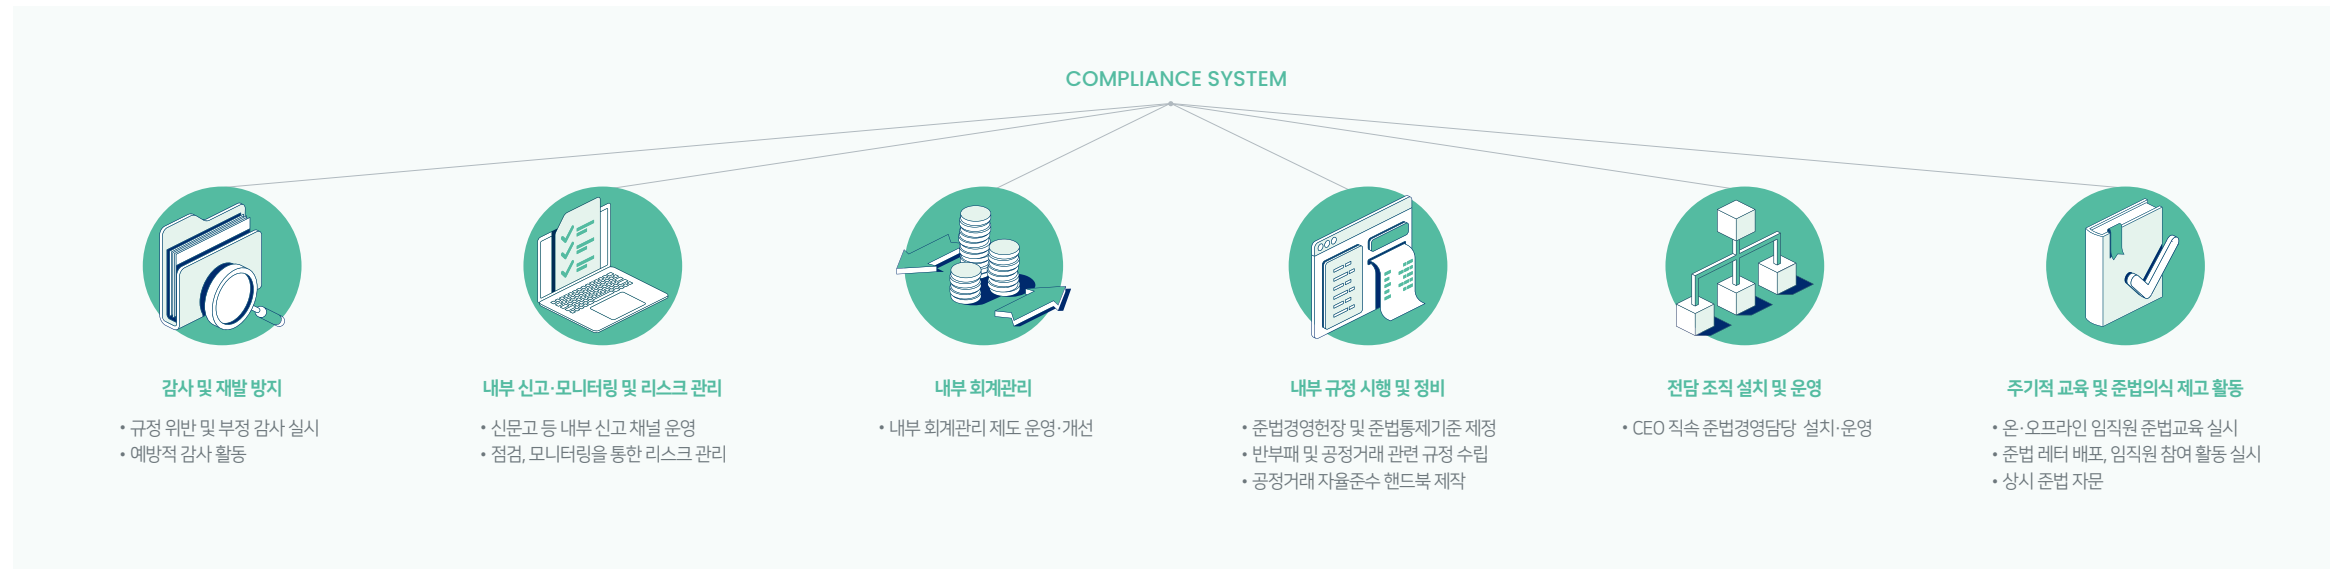 COMPLIANCE SYSTEM
감사 및 재발 방지
• 규정 위반 및 부정 감사 실시
• 예방적 감사 활동
내부 신고·모니터링 및 리스크 관리
• 신문고 등 내부 신고 채널 운영
• 점검, 모니터링을 통한 리스크 관리
내부 회계관리
• 내부 회계관리 제도 운영·개선
내부 규정 시행 및 정비
• 준법경영헌장 및 준법통제기준 제정
• 반부패 및 공정거래 관련 규정 수립
• 공정거래 자율준수 핸드북 제작
전담 조직 설치 및 운영
• CEO 직속 준법경영담당 설치·운영
주기적 교육 및 준법의식 제고 활동
• 온·오프라인 임직원 준법교육 실시
• 준법 레터 배포, 임직원 참여 활동 실시
• 상시 준법 자문